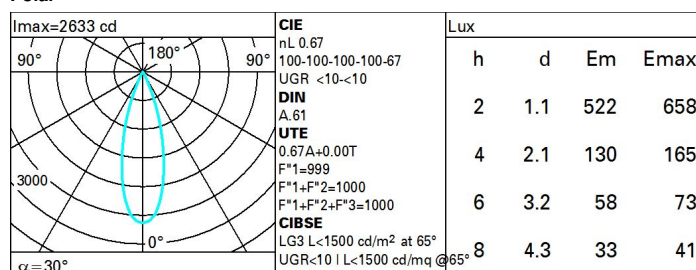 Imax=2633 cd
90°
180°
90°
3000
0°
α=30°
CIE
nL 0.67
100-100-100-100-67
UGR <10-<10
DIN
A.61
UTE
0.67A+0.00T
F"1=999
F"1+F"2=1000
F"1+F"2+F"3=1000
CIBSE
LG3 L<1500 cd/m² at 65°
UGR<10 | L<1500 cd/mq @65°
Lux
h d Em Emax
2 1.1 522 658
4 2.1 130 165
6 3.2 58 73
8 4.3 33 41